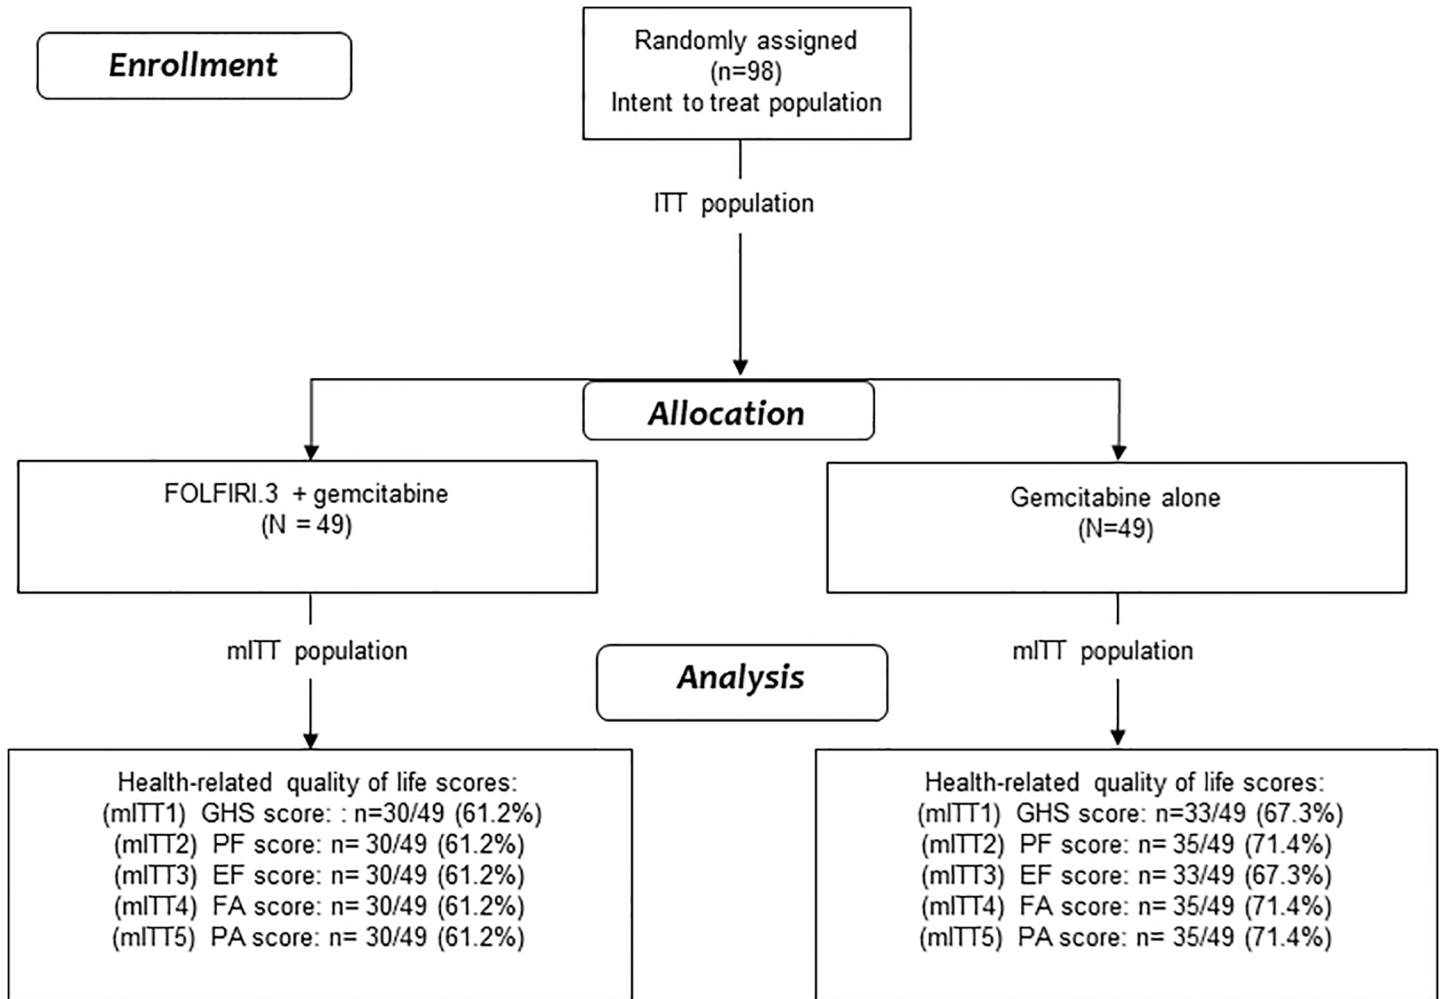 Enrollment
Randomly assigned
(n=98)
Intent to treat population
ITT population
Allocation
FOLFIRI.3 + gemcitabine
(N = 49)
Gemcitabine alone
(N=49)
mITT population
mITT population
Analysis
Health-related quality of life scores:
(mITT1) GHS score: : n=30/49 (61.2%)
(mITT2) PF score: n= 30/49 (61.2%)
(mITT3) EF score: n= 30/49 (61.2%)
(mITT4) FA score: n= 30/49 (61.2%)
(mITT5) PA score: n= 30/49 (61.2%)
Health-related quality of life scores:
(mITT1) GHS score: n=33/49 (67.3%)
(mITT2) PF score: n= 35/49 (71.4%)
(mITT3) EF score: n= 33/49 (67.3%)
(mITT4) FA score: n= 35/49 (71.4%)
(mITT5) PA score: n= 35/49 (71.4%)